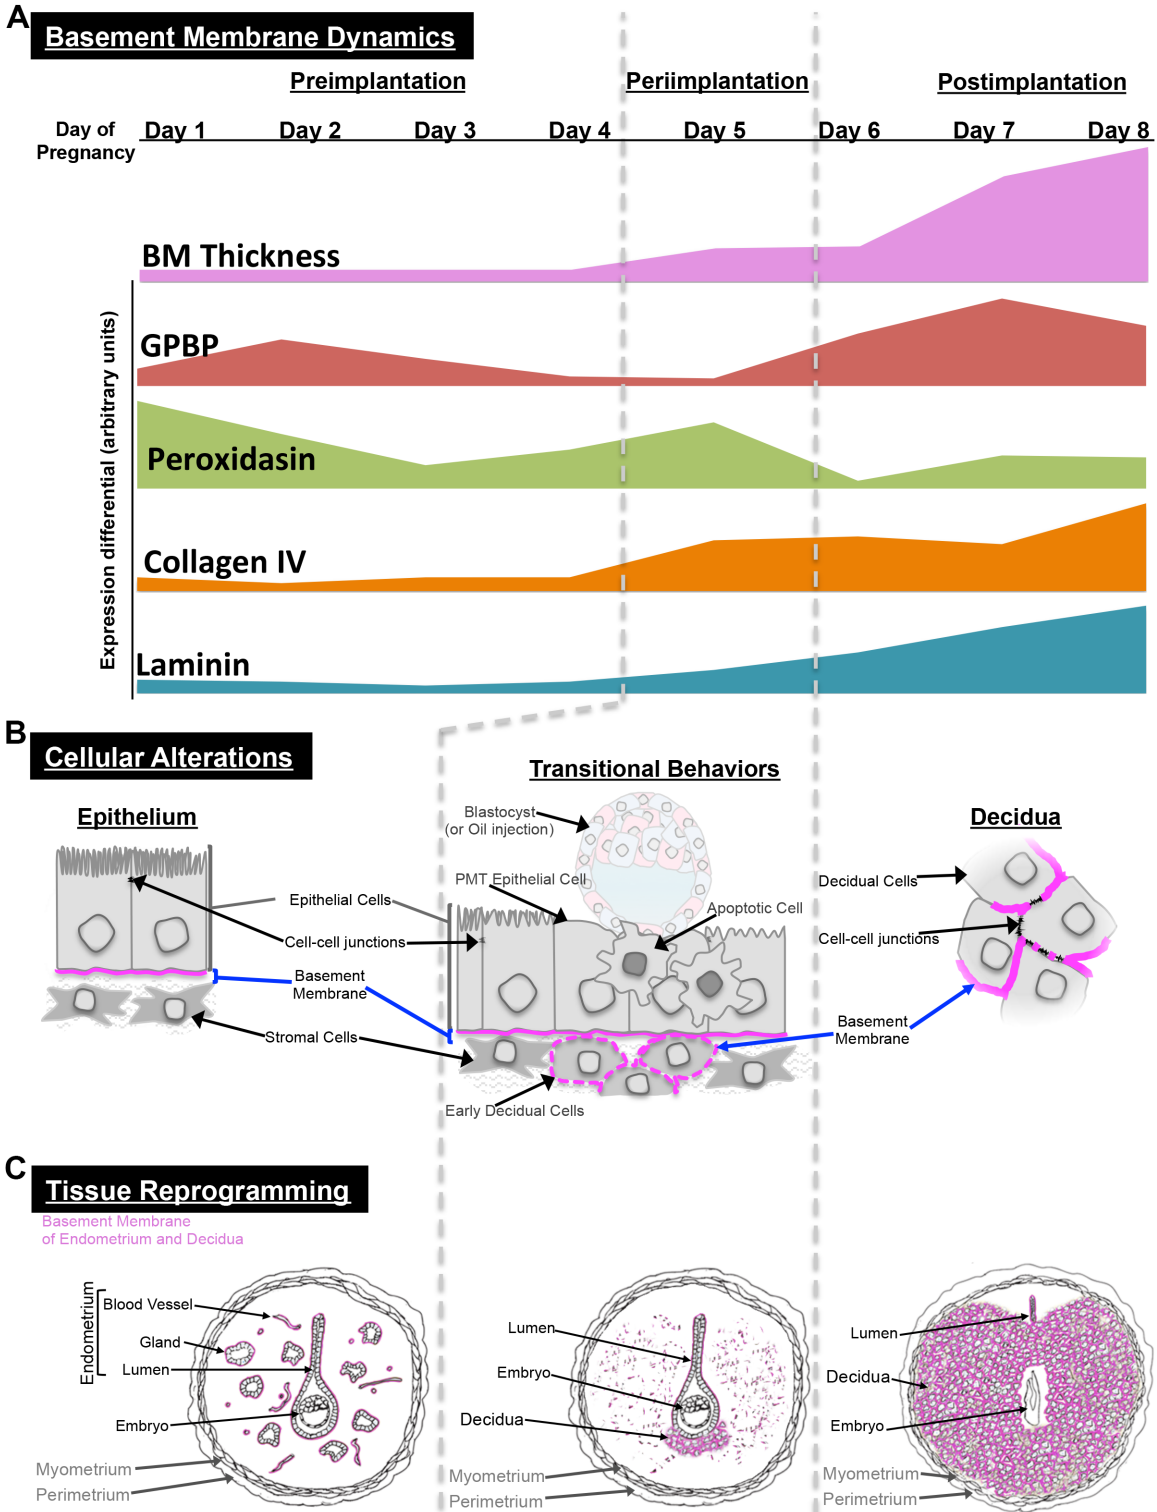 A
Basement Membrane Dynamics
Preimplantation
Periimplantation
Postimplantation
Day of
Pregnancy
Day 1
Day 2
Day 3
Day 4
Day 5
Day 6
Day 7
Day 8
BM Thickness
GPBP
Peroxidasin
Collagen IV
Laminin
Expression differential (arbitrary units)
B
Cellular Alterations
Transitional Behaviors
Epithelium
Decidua
Blastocyst
(or Oil injection)
PMT Epithelial Cell
Apoptotic Cell
Epithelial Cells
Cell-cell junctions
Basement
Membrane
Stromal Cells
Early Decidual Cells
Decidual Cells
Cell-cell junctions
Basement
Membrane
C
Tissue Reprogramming
Basement Membrane
of Endometrium and Decidua
Endometrium
Blood Vessel
Gland
Lumen
Embryo
Myometrium
Perimetrium
Lumen
Embryo
Decidua
Myometrium
Perimetrium
Lumen
Decidua
Embryo
Myometrium
Perimetrium